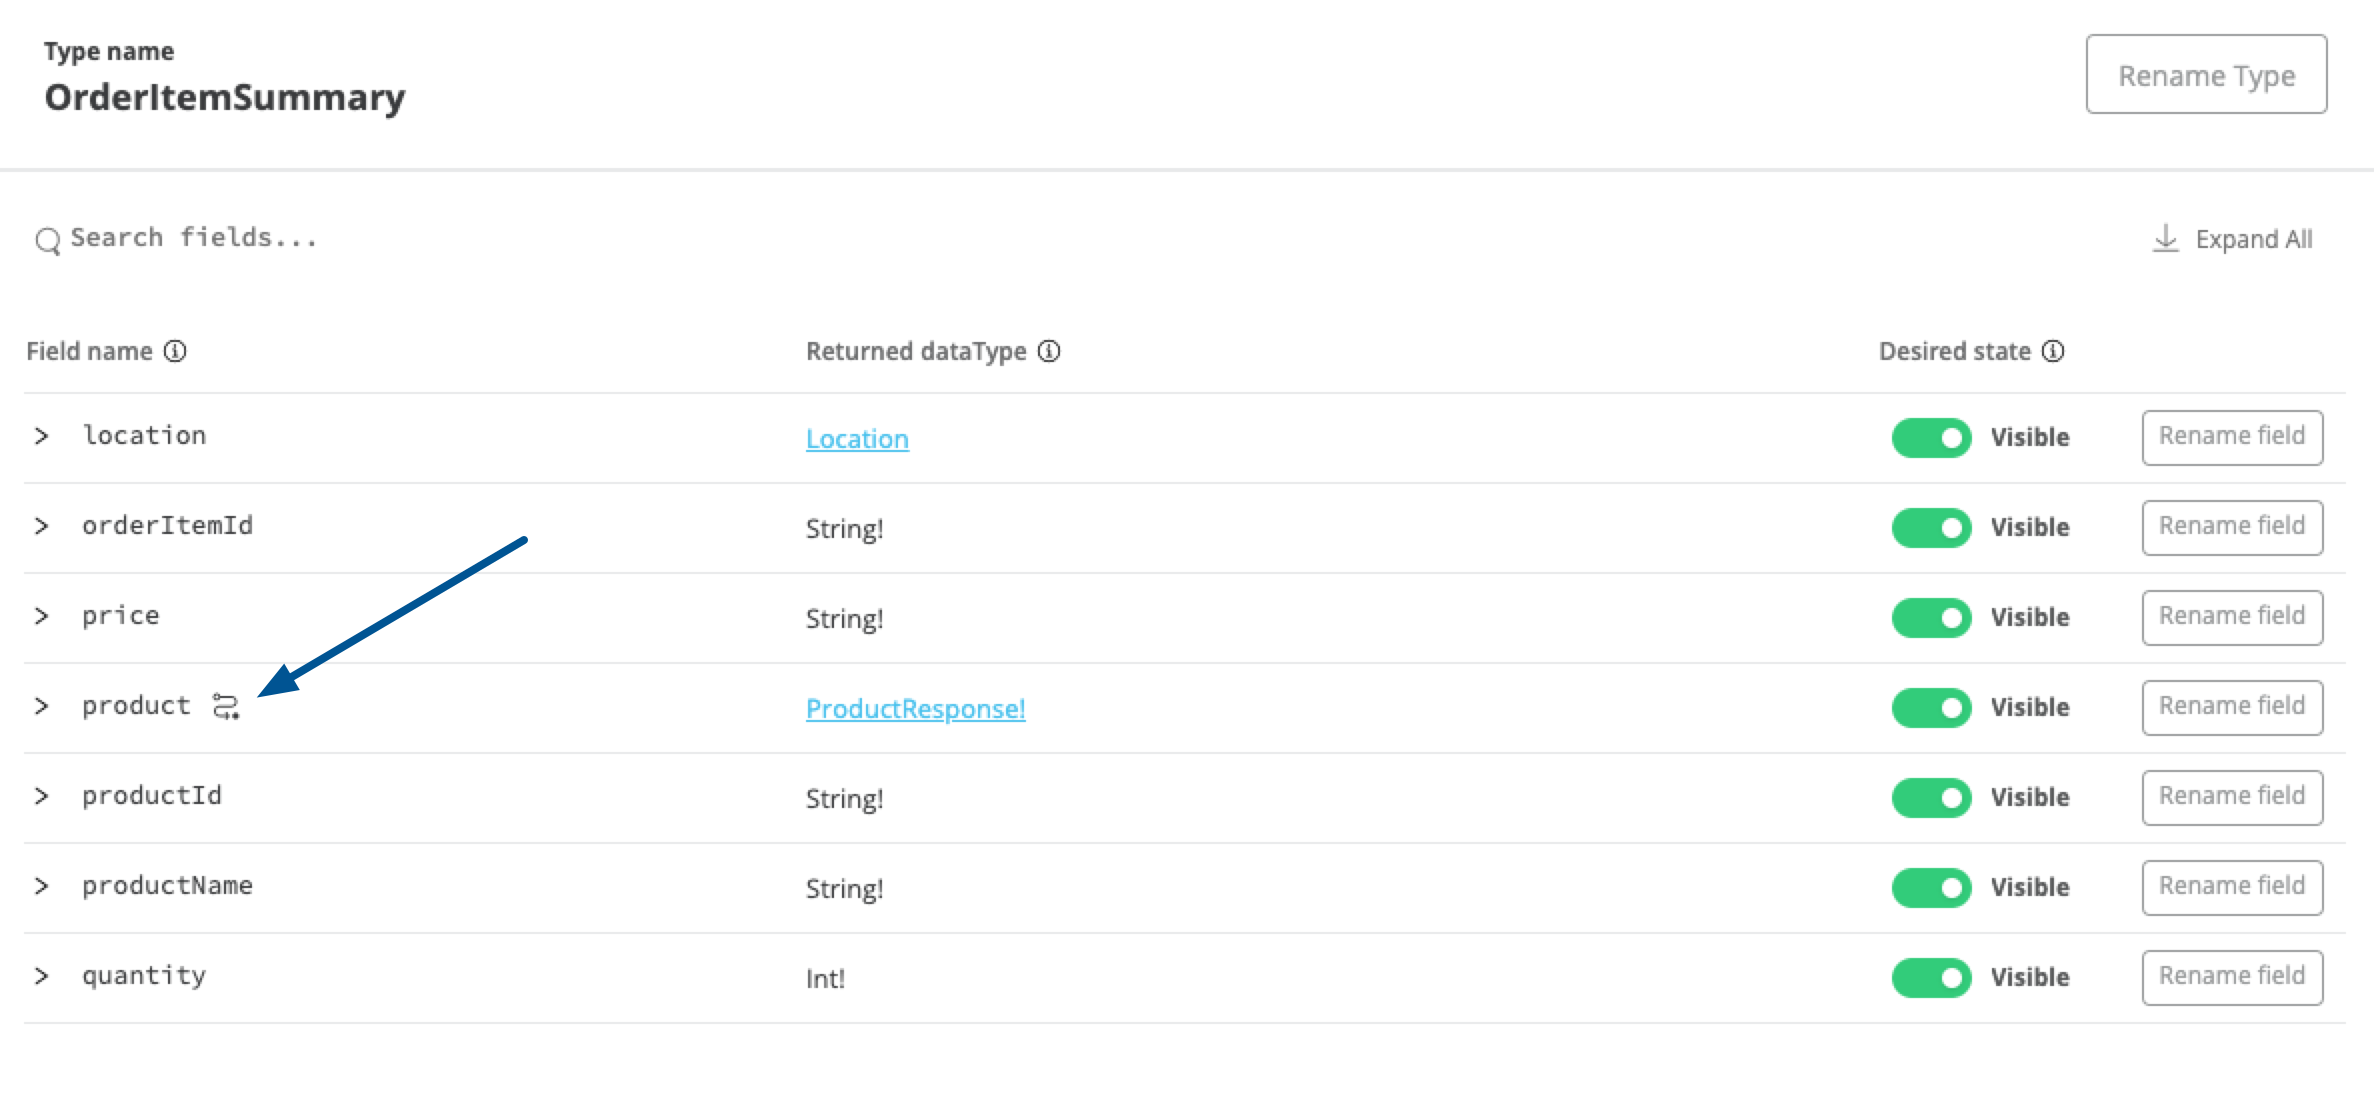 Type name
OrderItemSummary
Rename Type
Search fields...
Expand All
Field name Returned dataType Desired state
location Location Visible Rename field
orderItemId String! Visible Rename field
price String! Visible Rename field
product ProductResponse! Visible Rename field
productId String! Visible Rename field
productName String! Visible Rename field
quantity Int! Visible Rename field